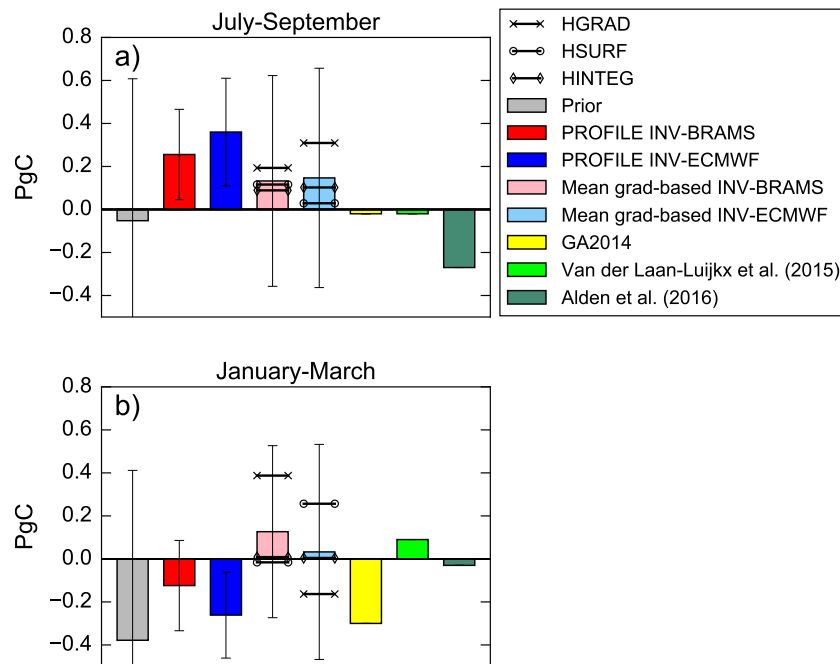 July-September
a)
PgC
0.8
0.6
0.4
0.2
0.0
−0.2
−0.4
HGRAD
HSURF
HINTEG
Prior
PROFILE INV-BRAMS
PROFILE INV-ECMWF
Mean grad-based INV-BRAMS
Mean grad-based INV-ECMWF
GA2014
Van der Laan-Luijkx et al. (2015)
Alden et al. (2016)
January-March
b)
PgC
0.8
0.6
0.4
0.2
0.0
−0.2
−0.4